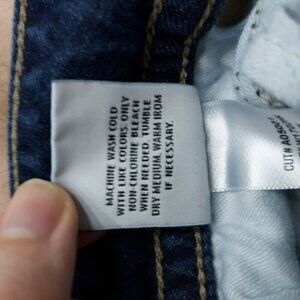 MACHINE WASH COLD
WITH LIKE COLORS. ONLY
NON-CHLORINE BLEACH
WHEN NEEDED. TUMBLE
DRY MEDIUM. WARM IRON
IF NECESSARY.
CUT#